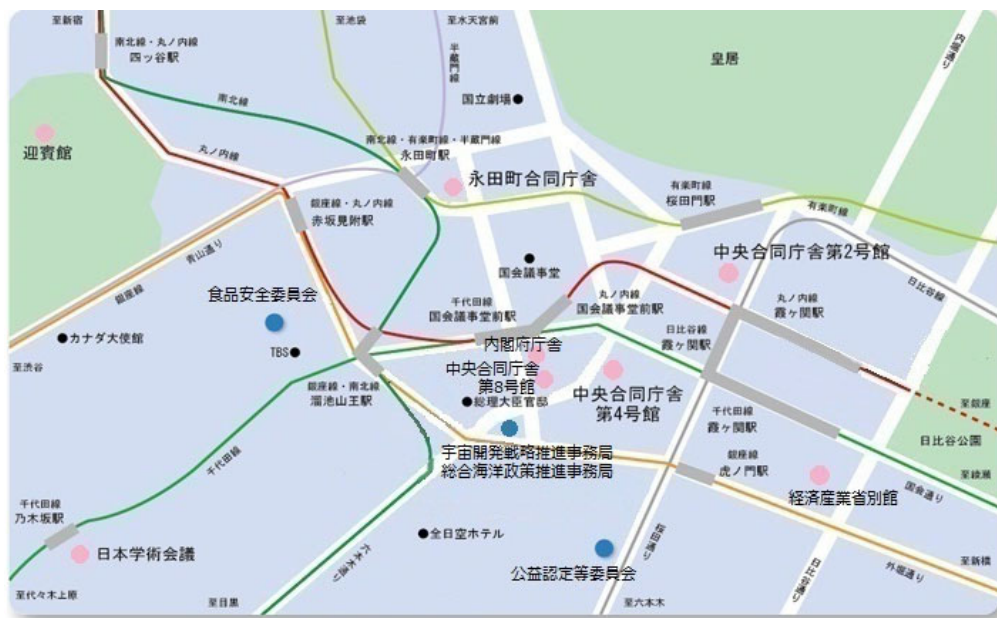 至新宿
至池袋
至水天宮前
内堀通り
南北線・丸ノ内線
四ッ谷駅
半蔵門線
皇居
南北線
国立劇場
迎賓館
丸ノ内線
南北線・有楽町線・半蔵門線
永田町駅
永田町合同庁舎
有楽町線
桜田門駅
有楽町線
銀座線・丸ノ内線
赤坂見附駅
青山通り
銀座線
国会議事堂
中央合同庁舎第2号館
日比谷線
食品安全委員会
千代田線
国会議事堂前駅
丸ノ内線
国会議事堂前駅
丸ノ内線
霞ヶ関駅
カナダ大使館
TBS
内閣府庁舎
日比谷線
霞ヶ関駅
至渋谷
中央合同庁舎
第8号館
中央合同庁舎
第4号館
銀座線・南北線
溜池山王駅
総理大臣官邸
至銀座
千代田線
霞ヶ関駅
日比谷公園
宇宙開発戦略推進事務局
総合海洋政策推進事務局
銀座線
虎ノ門駅
千代田線
至綾瀬
国会通り
経済産業省別館
千代田線
乃木坂駅
日本学術会議
六本木通り
全日空ホテル
桜田通り
公益認定等委員会
日比谷通り
外堀通り
至新橋
至代々木上原
至目黒
至六本木